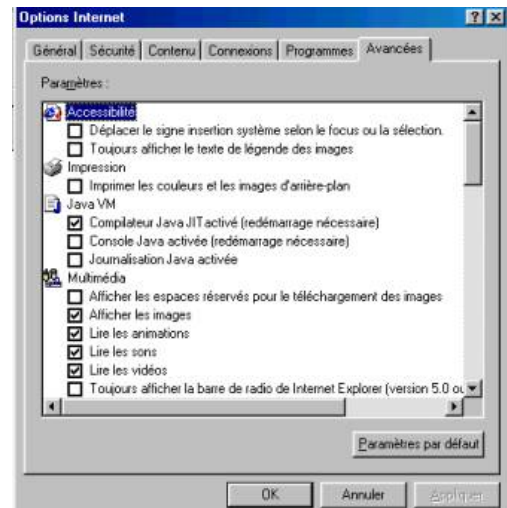 Options Internet
Général Sécurité Contenu Connexions Programmes Avancées
Paramètres :
Accessibilité
Déplacer le signe insertion système selon le focus ou la sélection.
Toujours afficher le texte de légende des images
Impression
Imprimer les couleurs et les images d'arrière-plan
Java VM
Compilateur Java JIT activé (redémarrage nécessaire)
Console Java activée (redémarrage nécessaire)
Journalisation Java activée
Multimédia
Afficher les espaces réservés pour le téléchargement des images
Afficher les images
Lire les animations
Lire les sons
Lire les vidéos
Toujours afficher la barre de radio de Internet Explorer (version 5.0 ou
Paramètres par défaut
OK Annuler Appliquer